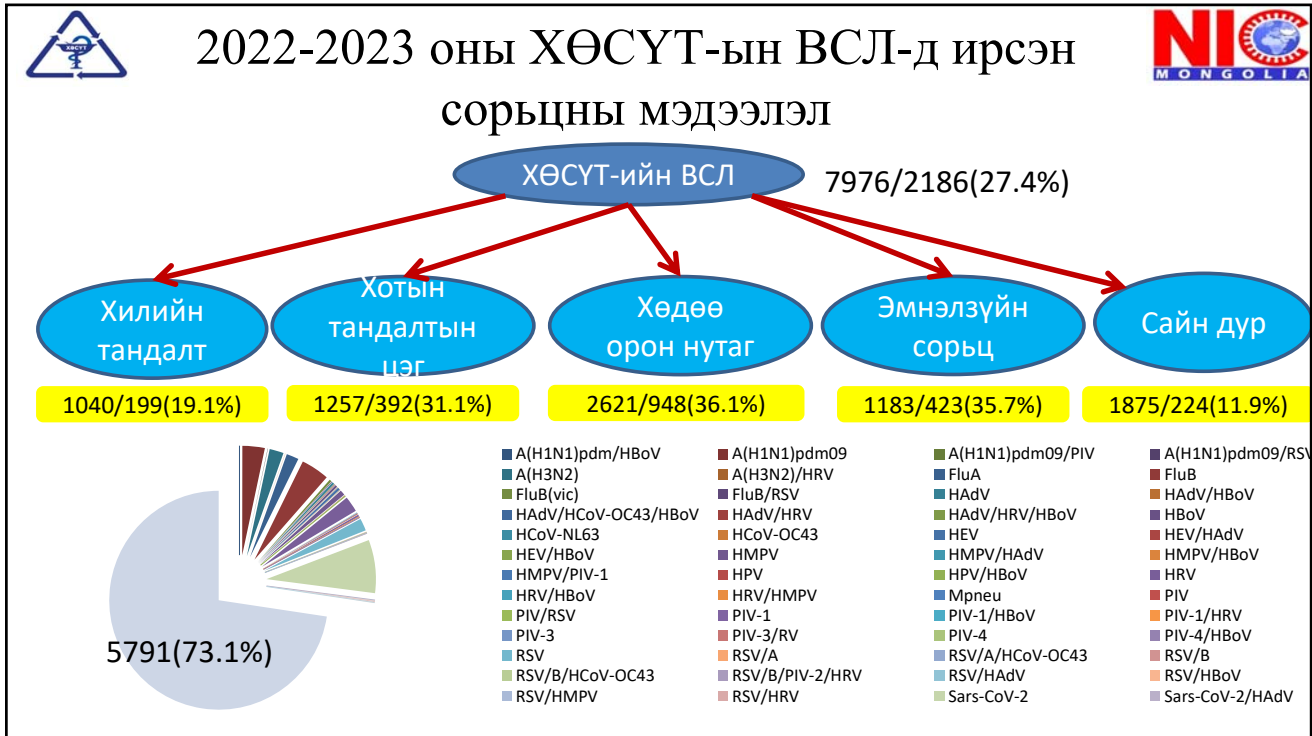 ХӨСҮТ
2022-2023 оны ХӨСҮТ-ын ВСЛ-д ирсэн
сорьцны мэдээлэл
NIC
MONGOLIA
ХӨСҮТ-ийн ВСЛ
7976/2186(27.4%)
Хилийн
тандалт
Хотын
тандалтын
цэг
Хөдөө
орон нутаг
Эмнэлзүйн
сорьц
Сайн дур
1040/199(19.1%)
1257/392(31.1%)
2621/948(36.1%)
1183/423(35.7%)
1875/224(11.9%)
5791(73.1%)
A(H1N1)pdm/HBoV A(H1N1)pdm09 A(H1N1)pdm09/PIV A(H1N1)pdm09/RSV
A(H3N2) A(H3N2)/HRV FluA FluB
FluB(vic) FluB/RSV HAdV HAdV/HBoV
HAdV/HCoV-OC43/HBoV HAdV/HRV HAdV/HRV/HBoV HBoV
HCoV-NL63 HCoV-OC43 HEV HEV/HAdV
HEV/HBoV HMPV HMPV/HAdV HMPV/HBoV
HMPV/PIV-1 HPV HPV/HBoV HRV
HRV/HBoV HRV/HMPV Mpneu PIV
PIV/RSV PIV-1 PIV-1/HBoV PIV-1/HRV
PIV-3 PIV-3/RV PIV-4 PIV-4/HBoV
RSV RSV/A RSV/A/HCoV-OC43 RSV/B
RSV/B/HCoV-OC43 RSV/B/PIV-2/HRV RSV/HAdV RSV/HBoV
RSV/HMPV RSV/HRV Sars-CoV-2 Sars-CoV-2/HAdV